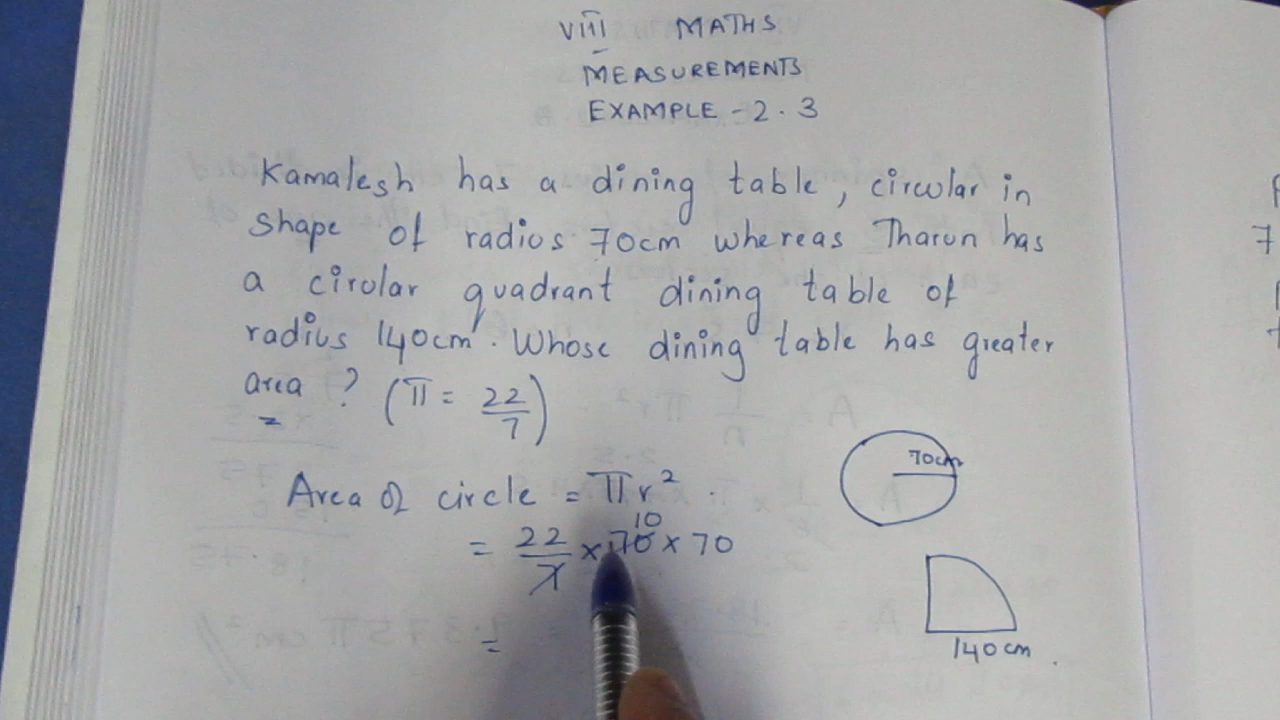 VIII MATHS
MEASUREMENTS
EXAMPLE - 2.3
Kamalesh has a dining table, circular in
shape of radius 70cm whereas Tharun has
a circular quadrant dining table of
radius 140cm. Whose dining table has greater
area? (π = 22/7)
Area of circle = πr²
70cm
10
= 22/7 × 70 × 70
=
140 cm
7